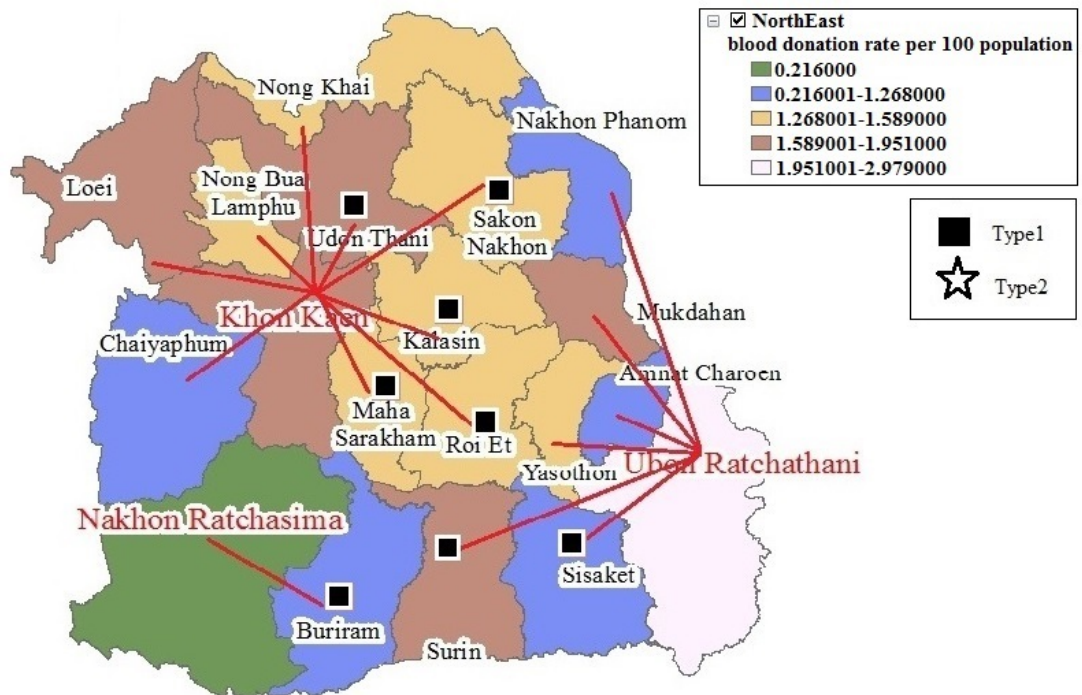 NorthEast
blood donation rate per 100 population
0.216000
0.216001-1.268000
1.268001-1.589000
1.589001-1.951000
1.951001-2.979000
Type1
Type2
Nong Khai
Nakhon Phanom
Loei
Nong Bua
Lamphu
Udon Thani
Sakon
Nakhon
Khon Kaen
Kalasin
Mukdahan
Chaiyaphum
Amnat Charoen
Maha
Sarakham
Roi Et
Yasothon
Ubon Ratchathani
Nakhon Ratchasima
Sisaket
Buriram
Surin